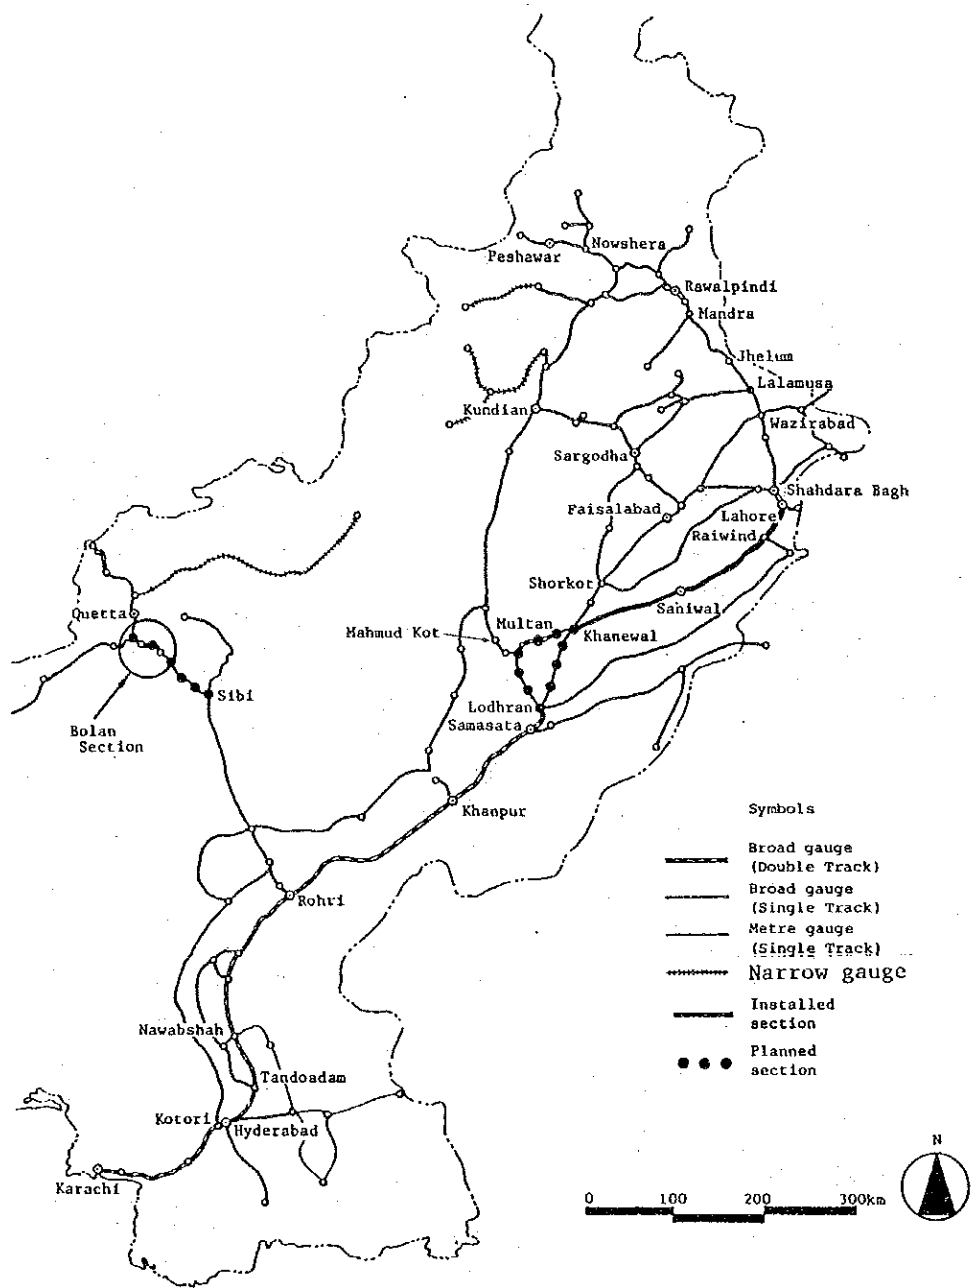 Nowshera
Peshawar
Rawalpindi
Mandra
Jhelum
Lalamusa
Kundian
Wazirabad
Sargodha
Shahdara Bagh
Faisalabad
Lahore
Raiwind
Shorkot
Sahiwal
Quetta
Multan
Mahmud Kot
Khanewal
Sibi
Lodhran
Samasata
Bolan
Section
Khanpur
Rohri
Nawabshah
Tandoadam
Kotori
Hyderabad
Karachi
Symbols
Broad gauge
(Double Track)
Broad gauge
(Single Track)
Metre gauge
(Single Track)
Narrow gauge
Installed
section
Planned
section
N
0 100 200 300km